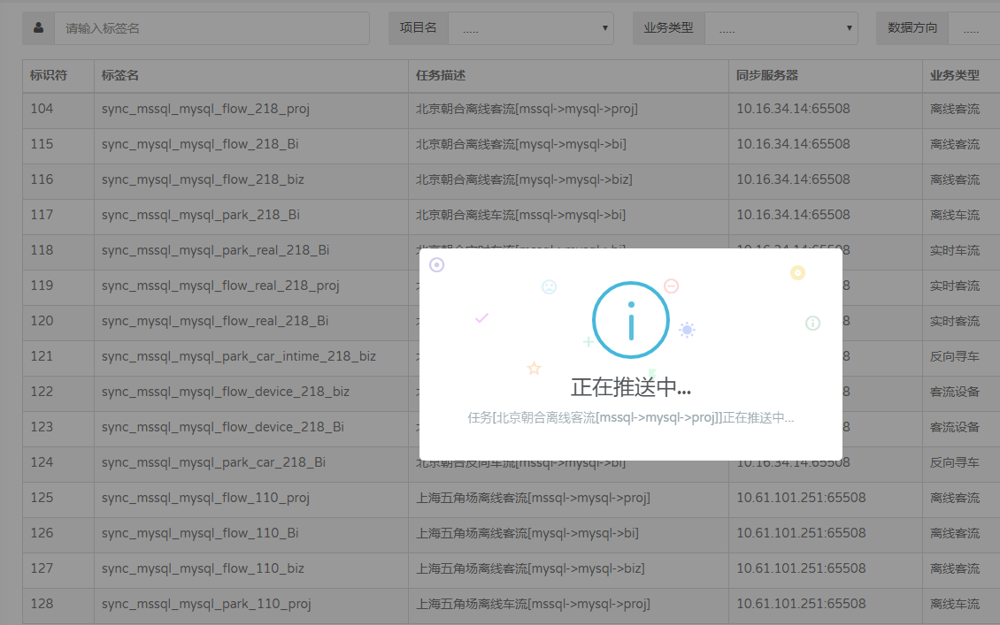 请输入标签名 项目名 ..... 业务类型 ..... 数据方向 .....
标识符 标签名 任务描述 同步服务器 业务类型
104 sync_mssql_mysql_flow_218_proj 北京朝合离线客流[mssql->mysql->proj] 10.16.34.14:65508 离线客流
115 sync_mysql_mysql_flow_218_Bi 北京朝合离线客流[mysql->mysql->bi] 10.16.34.14:65508 离线客流
116 sync_mysql_mysql_flow_218_biz 北京朝合离线客流[mysql->mysql->biz] 10.16.34.14:65508 离线客流
117 sync_mssql_mysql_park_218_Bi 北京朝合离线车流[mssql->mysql->bi] 10.16.34.14:65508 离线车流
118 sync_mssql_mysql_park_real_218_Bi 北京朝合实时车流[mssql->mysql->bi] 10.16.34.14:65508 实时车流
119 sync_mssql_mysql_flow_real_218_proj 8 实时客流
120 sync_mysql_mysql_flow_real_218_Bi 8 实时客流
121 sync_mssql_mysql_park_car_intime_218_biz 8 反向寻车
122 sync_mssql_mysql_flow_device_218_biz 8 客流设备
123 sync_mssql_mysql_flow_device_218_Bi 8 客流设备
124 sync_mssql_mysql_park_car_218_Bi 北京朝合反向车流[mssql->mysql->bi] 10.16.34.14:65508 反向寻车
正在推送中...
任务[北京朝合离线客流[mssql->mysql->proj]]正在推送中...
125 sync_mssql_mysql_flow_110_proj 上海五角场离线客流[mssql->mysql->proj] 10.61.101.251:65508 离线客流
126 sync_mysql_mysql_flow_110_Bi 上海五角场离线客流[mysql->mysql->bi] 10.61.101.251:65508 离线客流
127 sync_mysql_mysql_flow_110_biz 上海五角场离线客流[mysql->mysql->biz] 10.61.101.251:65508 离线客流
128 sync_mssql_mysql_park_110_proj 上海五角场离线车流[mssql->mysql->proj] 10.61.101.251:65508 离线车流